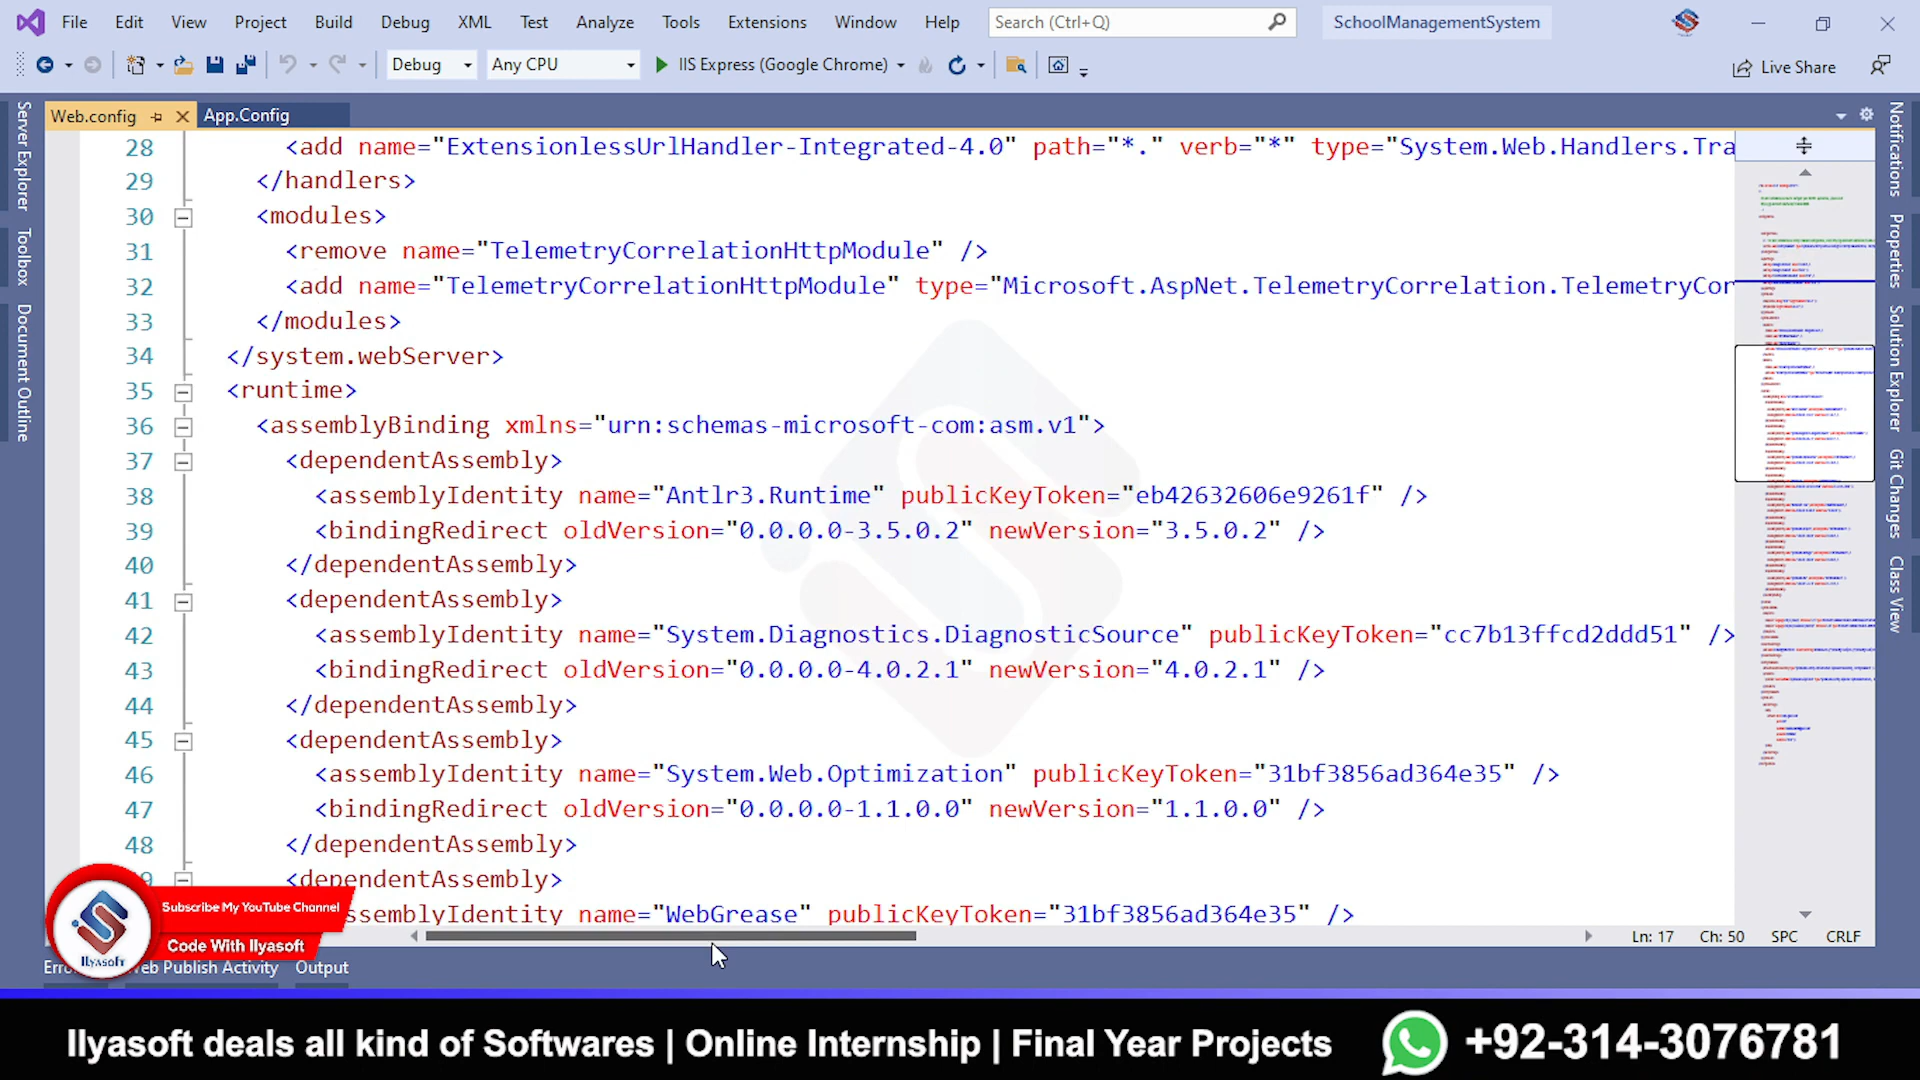 File Edit View Project Build Debug XML Test Analyze Tools Extensions Window Help Search (Ctrl+Q) SchoolManagementSystem
Debug Any CPU IIS Express (Google Chrome) Live Share
Web.config App.Config
Server Explorer
Toolbox
Document Outline
28 <add name="ExtensionlessUrlHandler-Integrated-4.0" path="*." verb="*" type="System.Web.Handlers.Tra
29 </handlers>
30 <modules>
31 <remove name="TelemetryCorrelationHttpModule" />
32 <add name="TelemetryCorrelationHttpModule" type="Microsoft.AspNet.TelemetryCorrelation.TelemetryCor
33 </modules>
34 </system.webServer>
35 <runtime>
36 <assemblyBinding xmlns="urn:schemas-microsoft-com:asm.v1">
37 <dependentAssembly>
38 <assemblyIdentity name="Antlr3.Runtime" publicKeyToken="eb42632606e9261f" />
39 <bindingRedirect oldVersion="0.0.0.0-3.5.0.2" newVersion="3.5.0.2" />
40 </dependentAssembly>
41 <dependentAssembly>
42 <assemblyIdentity name="System.Diagnostics.DiagnosticSource" publicKeyToken="cc7b13ffcd2ddd51" />
43 <bindingRedirect oldVersion="0.0.0.0-4.0.2.1" newVersion="4.0.2.1" />
44 </dependentAssembly>
45 <dependentAssembly>
46 <assemblyIdentity name="System.Web.Optimization" publicKeyToken="31bf3856ad364e35" />
47 <bindingRedirect oldVersion="0.0.0.0-1.1.0.0" newVersion="1.1.0.0" />
48 </dependentAssembly>
9 <dependentAssembly>
ssemblyIdentity name="WebGrease" publicKeyToken="31bf3856ad364e35" />
Notifications
Properties
Solution Explorer
Git Changes
Class View
Ln: 17 Ch: 50 SPC CRLF
Subscribe My YouTube Channel
Code With Ilyasoft
Ilyasoft
Erro eb Publish Activity Output
Ilyasoft deals all kind of Softwares | Online Internship | Final Year Projects +92-314-3076781